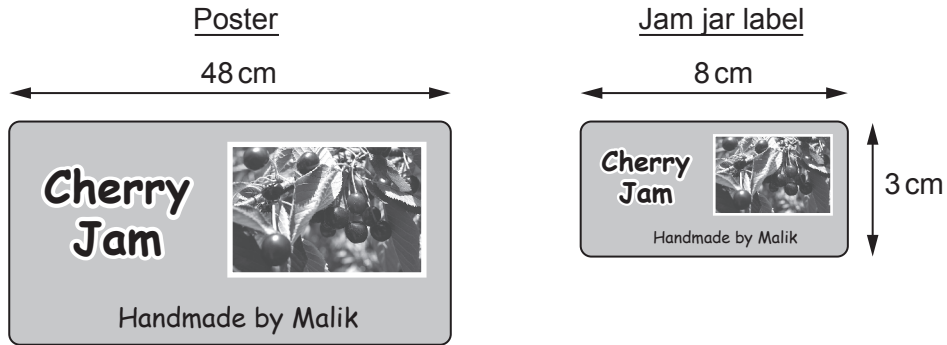 Poster
48 cm
Cherry
Jam
Handmade by Malik
Jam jar label
8 cm
Cherry
Jam
Handmade by Malik
3 cm